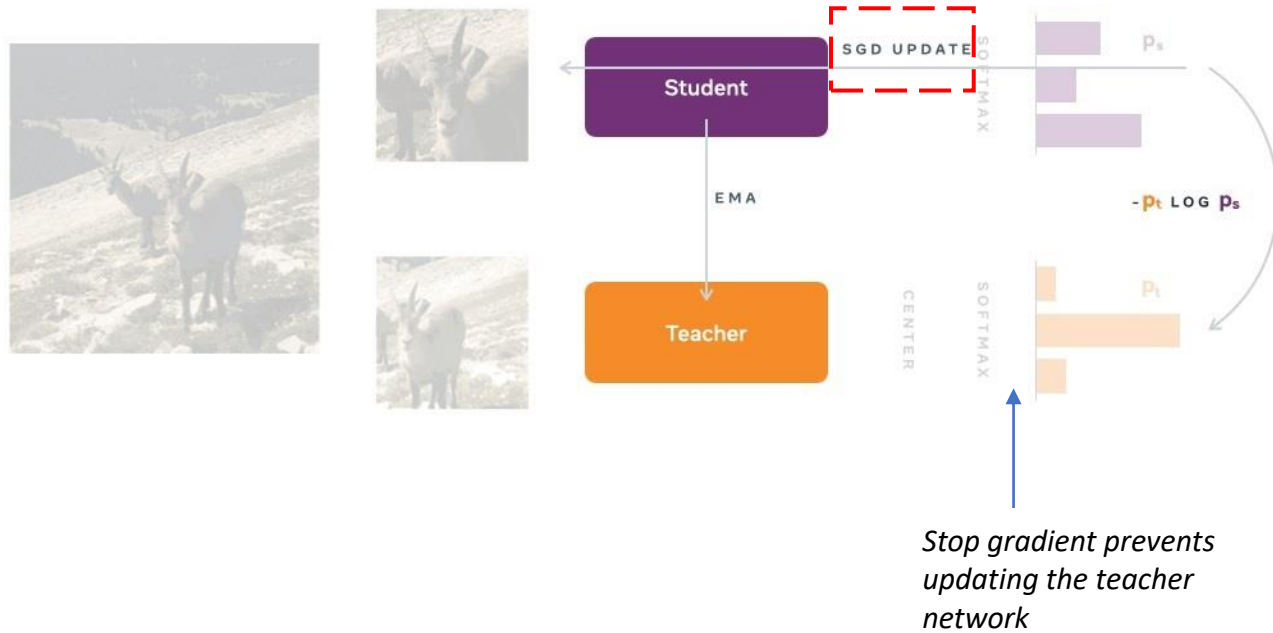 SGD UPDATE
SOFTMAX
pₛ
Student
EMA
-pₜ LOG pₛ
Teacher
CENTER
SOFTMAX
pₜ
Stop gradient prevents
updating the teacher
network